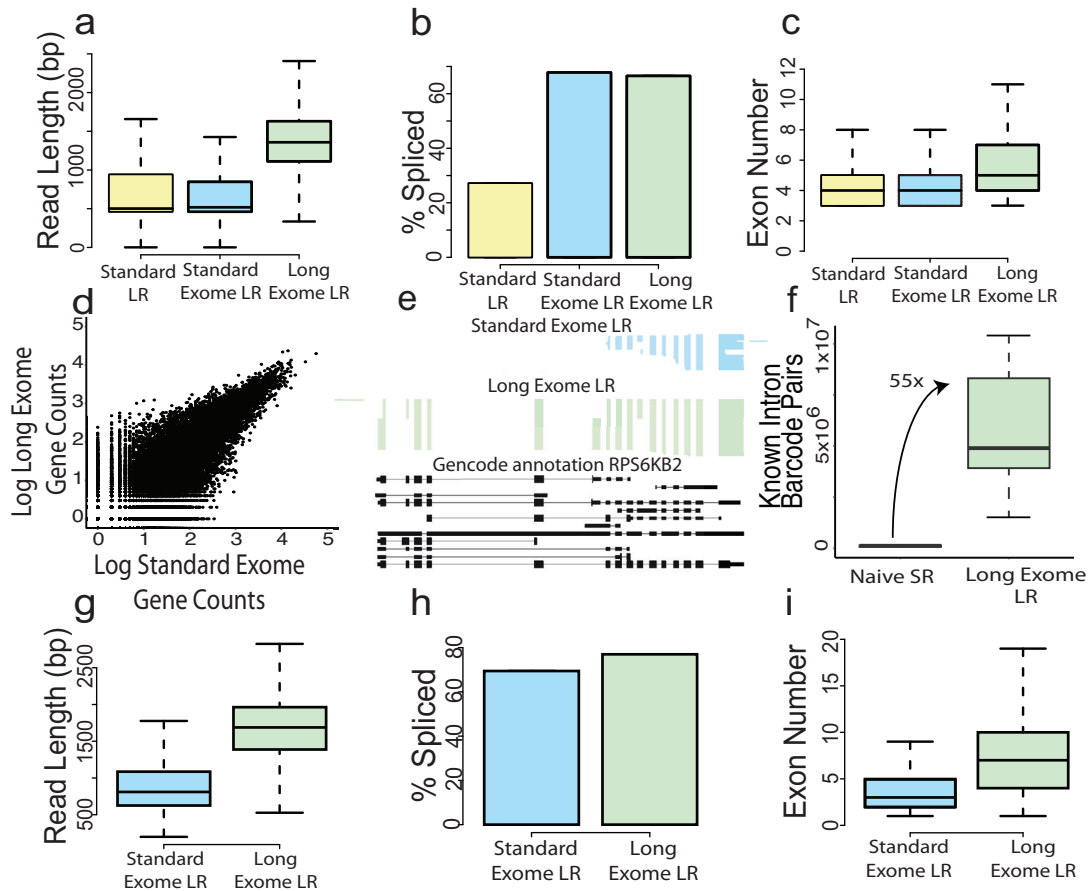 a
Read Length (bp)
0
1000
2000
Standard
LR
Standard
Exome LR
Long
Exome LR
b
% Spliced
0
20
40
60
Standard
LR
Standard
Exome LR
Long
Exome LR
c
Exon Number
0
2
4
6
8
10
12
Standard
LR
Standard
Exome LR
Long
Exome LR
d
Log Long Exome
Gene Counts
0
1
2
3
4
5
0
1
2
3
4
5
Log Standard Exome
Gene Counts
e
Standard Exome LR
Long Exome LR
Gencode annotation RPS6KB2
f
Known Intron
Barcode Pairs
0
5x10⁶
1x10⁷
55x
Naive SR
Long Exome
LR
g
Read Length (bp)
500
1500
2500
Standard
Exome LR
Long
Exome LR
h
% Spliced
0
20
40
60
80
Standard
Exome LR
Long
Exome LR
i
Exon Number
0
5
10
15
20
Standard
Exome LR
Long
Exome LR